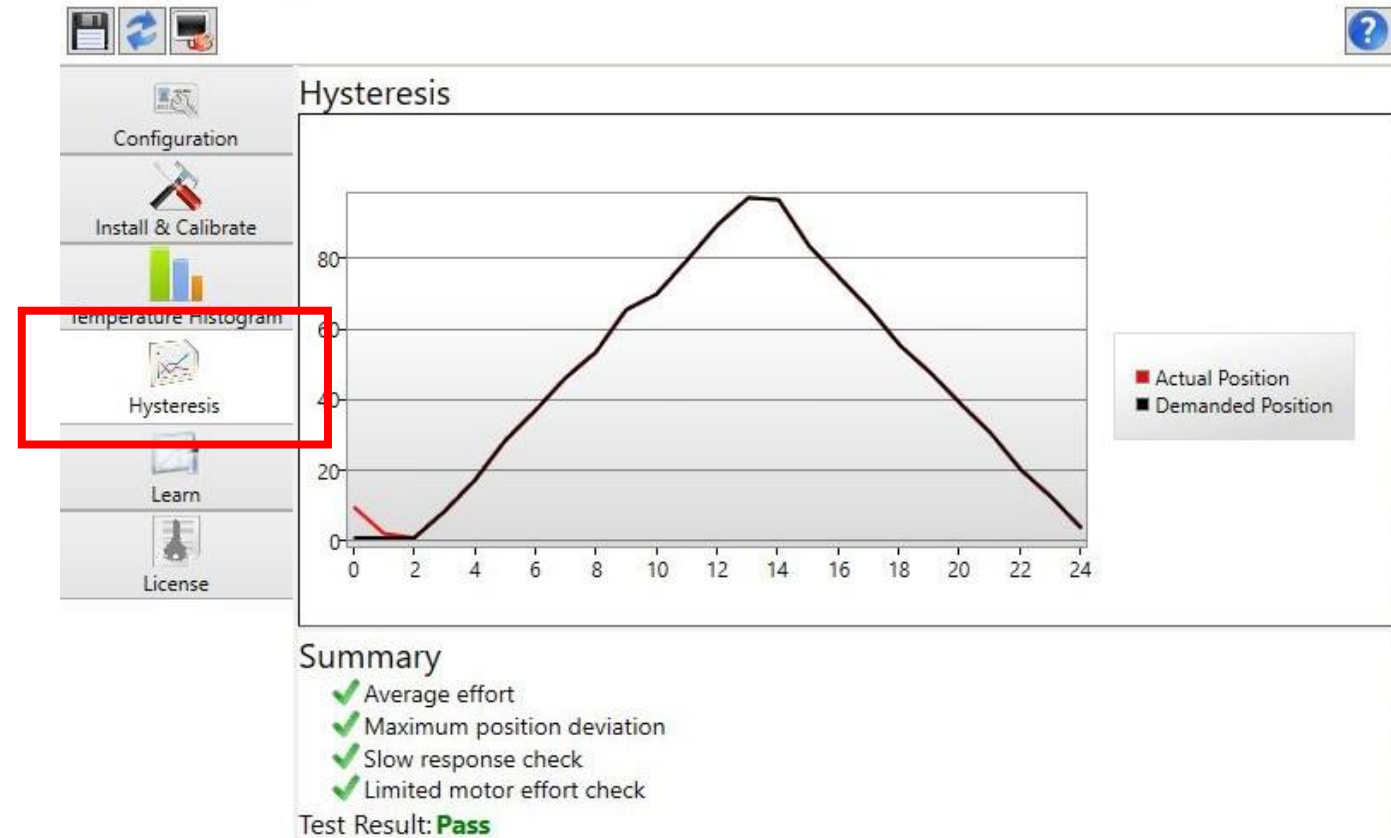 ?
Configuration
Install & Calibrate
Temperature Histogram
Hysteresis
Learn
License
Hysteresis
80
60
40
20
0
0 2 4 6 8 10 12 14 16 18 20 22 24
Actual Position
Demanded Position
Summary
Average effort
Maximum position deviation
Slow response check
Limited motor effort check
Test Result: Pass